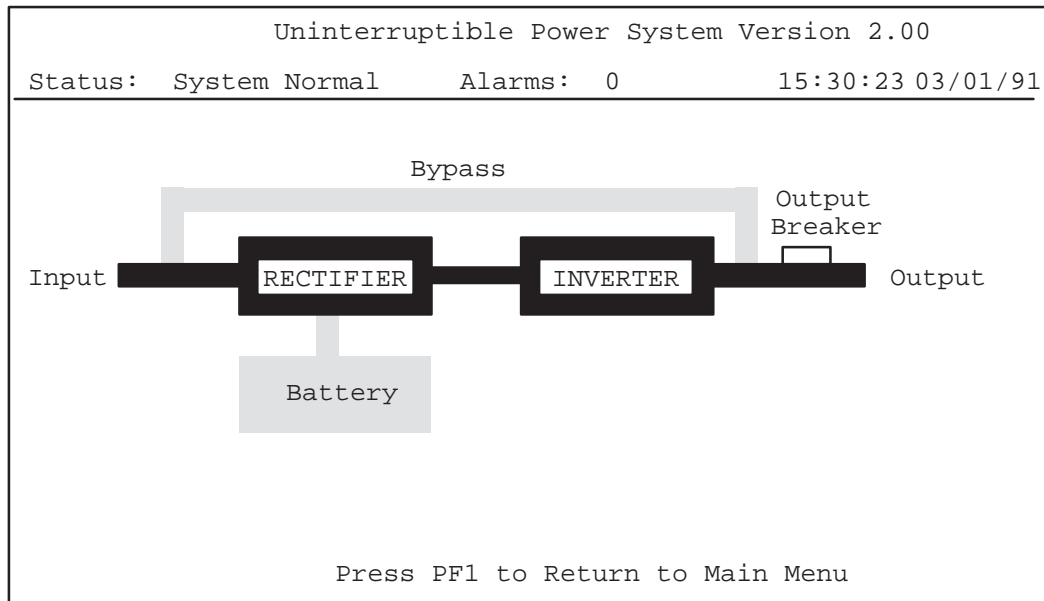 Uninterruptible Power System Version 2.00
Status: System Normal Alarms: 0 15:30:23 03/01/91
Bypass
Output
Breaker
Input RECTIFIER INVERTER Output
Battery
Press PF1 to Return to Main Menu